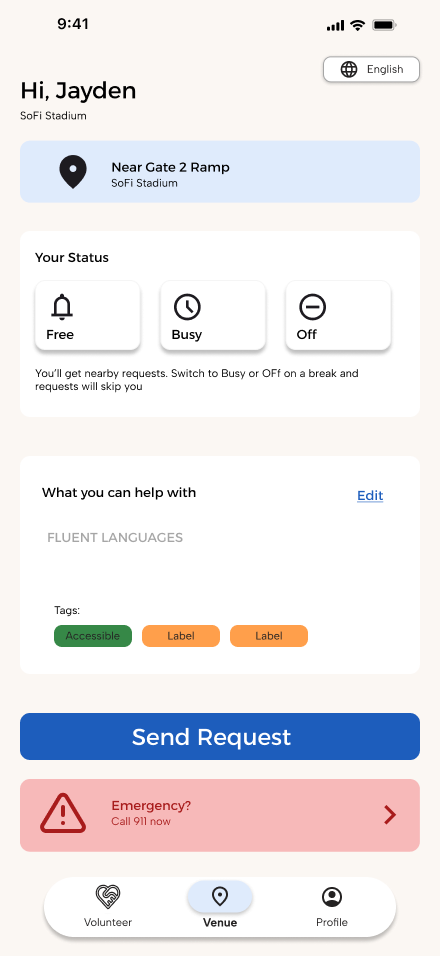 9:41
English
Hi, Jayden
SoFi Stadium
Near Gate 2 Ramp
SoFi Stadium
Your Status
Free
Busy
Off
You'll get nearby requests. Switch to Busy or OFf on a break and
requests will skip you
What you can help with
Edit
FLUENT LANGUAGES
Tags:
Accessible
Label
Label
Send Request
Emergency?
Call 911 now
Volunteer
Venue
Profile